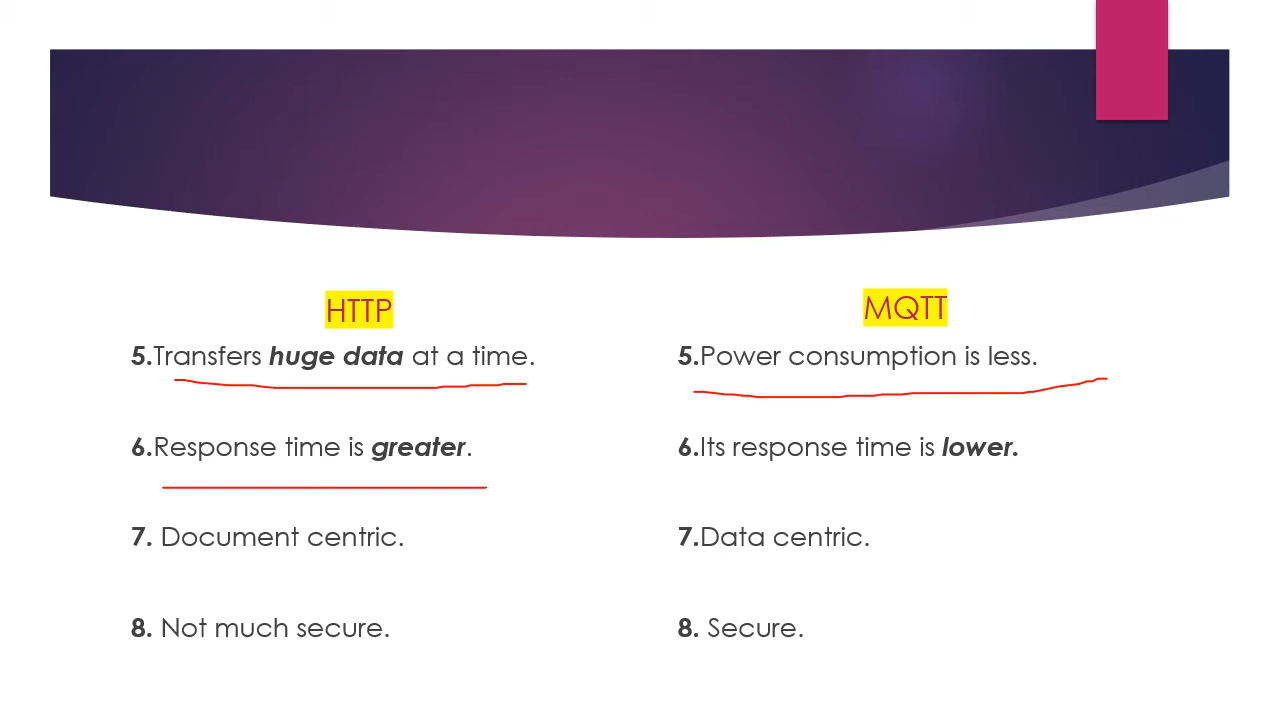 HTTP
5.Transfers huge data at a time.
6.Response time is greater.
7. Document centric.
8. Not much secure.
MQTT
5.Power consumption is less.
6.Its response time is lower.
7.Data centric.
8. Secure.